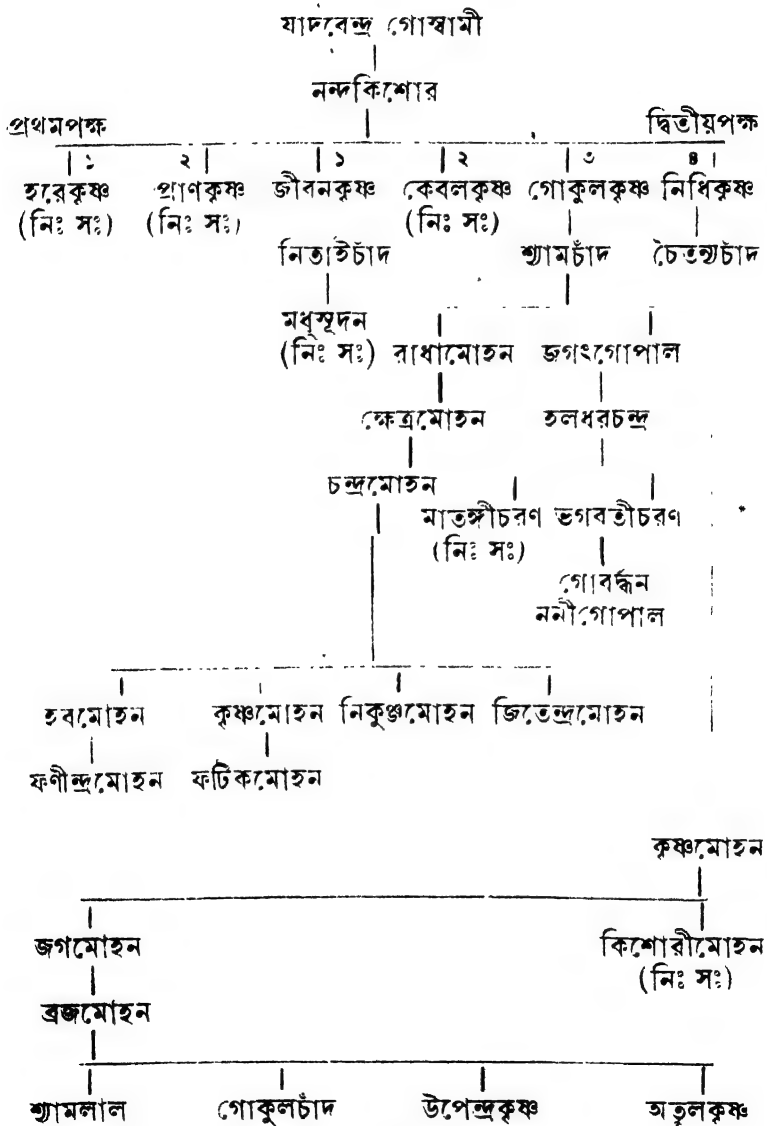 যাদবেন্দ্র গোস্বামী
নন্দকিশোর
প্রথমপক্ষ দ্বিতীয়পক্ষ
১ ২ ১ ২ ৩ ৪
হরেকৃষ্ণ প্রাণকৃষ্ণ জীবনকৃষ্ণ কেবলকৃষ্ণ গোকুলকৃষ্ণ নিধিকৃষ্ণ
(নিঃ সঃ) (নিঃ সঃ) (নিঃ সঃ)
নিতাইচাঁদ শ্যামচাঁদ চৈতন্যচাঁদ
মধুসূদন
(নিঃ সঃ) রাধামোহন জগৎগোপাল
ক্ষেত্রমোহন হলধরচন্দ্র
চন্দ্রমোহন
মাতঙ্গীচরণ ভগবতীচরণ
(নিঃ সঃ)
গোবর্দ্ধন
ননীগোপাল
হবমোহন কৃষ্ণমোহন নিকুঞ্জমোহন জিতেন্দ্রমোহন
ফণীন্দ্রমোহন ফটিকমোহন
কৃষ্ণমোহন
জগমোহন কিশোরীমোহন
(নিঃ সঃ)
ব্রজমোহন
শ্যামলাল গোকুলচাঁদ উপেন্দ্রকৃষ্ণ অতুলকৃষ্ণ